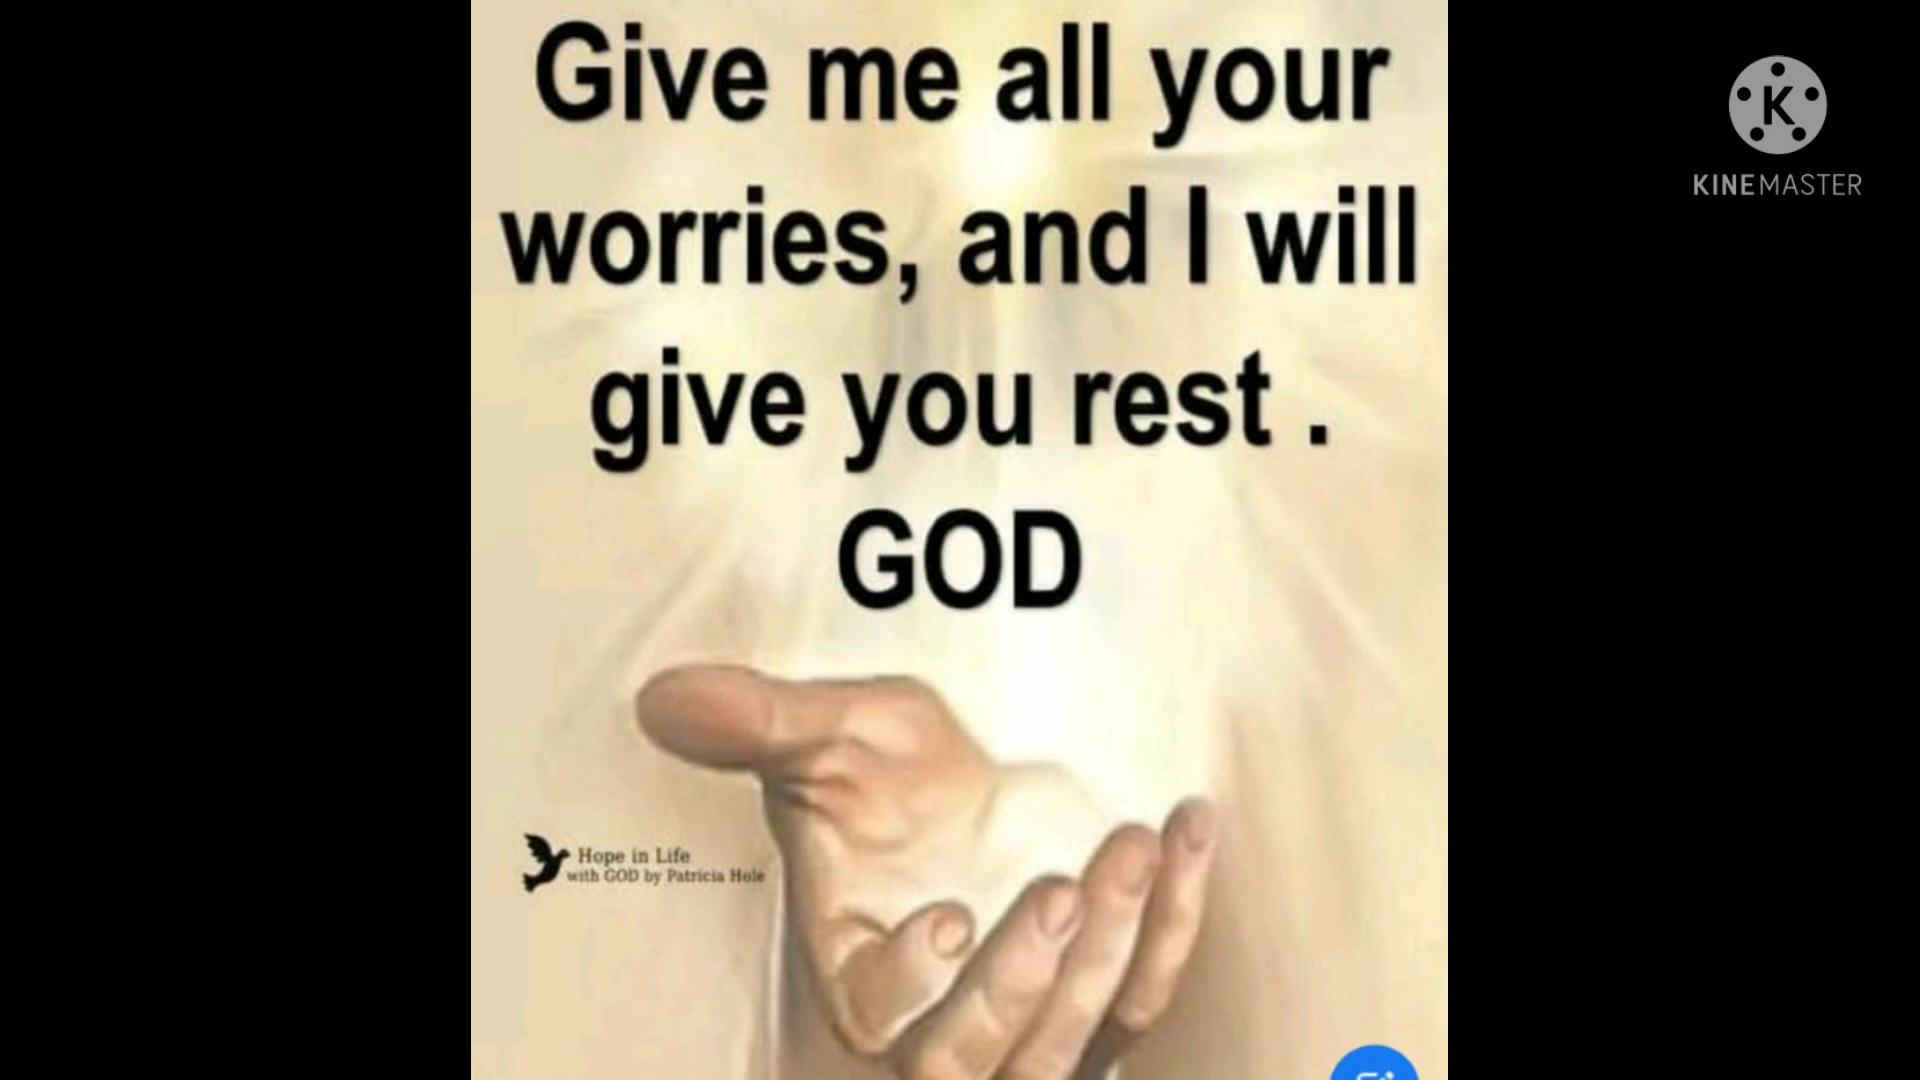 Give me all your
worries, and I will
give you rest .
GOD
Hope in Life
with GOD by Patricia Hole
K
KINEMASTER